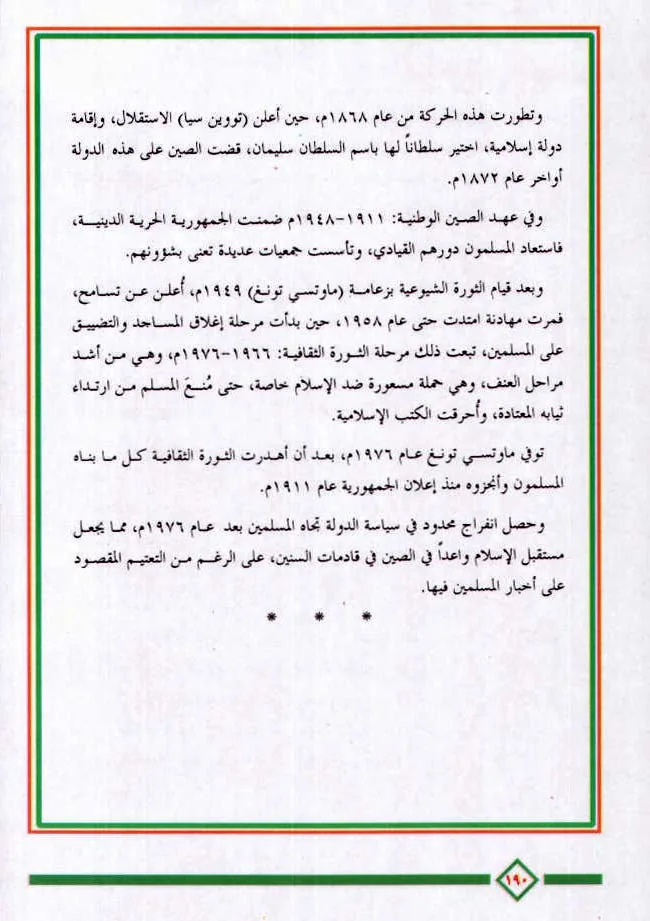 وتطورت هذه الحركة من عام ١٨٦٨م، حين أعلن (تووين سيا) الاستقلال، وإقامة
دولة إسلامية، اختير سلطاناً لها باسم السلطان سليمان، قضت الصين على هذه الدولة
أواخر عام ١٨٧٢م.
وفي عهد الصين الوطنية: ١٩١١-١٩٤٨م ضمنت الجمهورية الحرية الدينية،
فاستعاد المسلمون دورهم القيادي، وتأسست جمعيات عديدة تعنى بشؤونهم.
وبعد قيام الثورة الشيوعية بزعامة (ماوتسي تونغ) ١٩٤٩م، أُعلن عن تسامح،
فمرت مهادنة امتدت حتى عام ١٩٥٨، حين بدأت مرحلة إغلاق المساجد والتضييق
على المسلمين، تبعت ذلك مرحلة الثورة الثقافية: ١٩٦٦-١٩٧٦م، وهي من أشد
مراحل العنف، وهي حملة مسعورة ضد الإسلام خاصة، حتى مُنعَ المسلم من ارتداء
ثيابه المعتادة، وأُحرقت الكتب الإسلامية.
توفي ماوتسي تونغ عام ١٩٧٦م، بعد أن أهدرت الثورة الثقافية كل ما بناه
المسلمون وأنجزوه منذ إعلان الجمهورية عام ١٩١١م.
وحصل انفراج محدود في سياسة الدولة تجاه المسلمين بعد عام ١٩٧٦م، مما يجعل
مستقبل الإسلام واعداً في الصين في قادمات السنين، على الرغم من التعتيم المقصود
على أخبار المسلمين فيها.
* * *
١٩٠